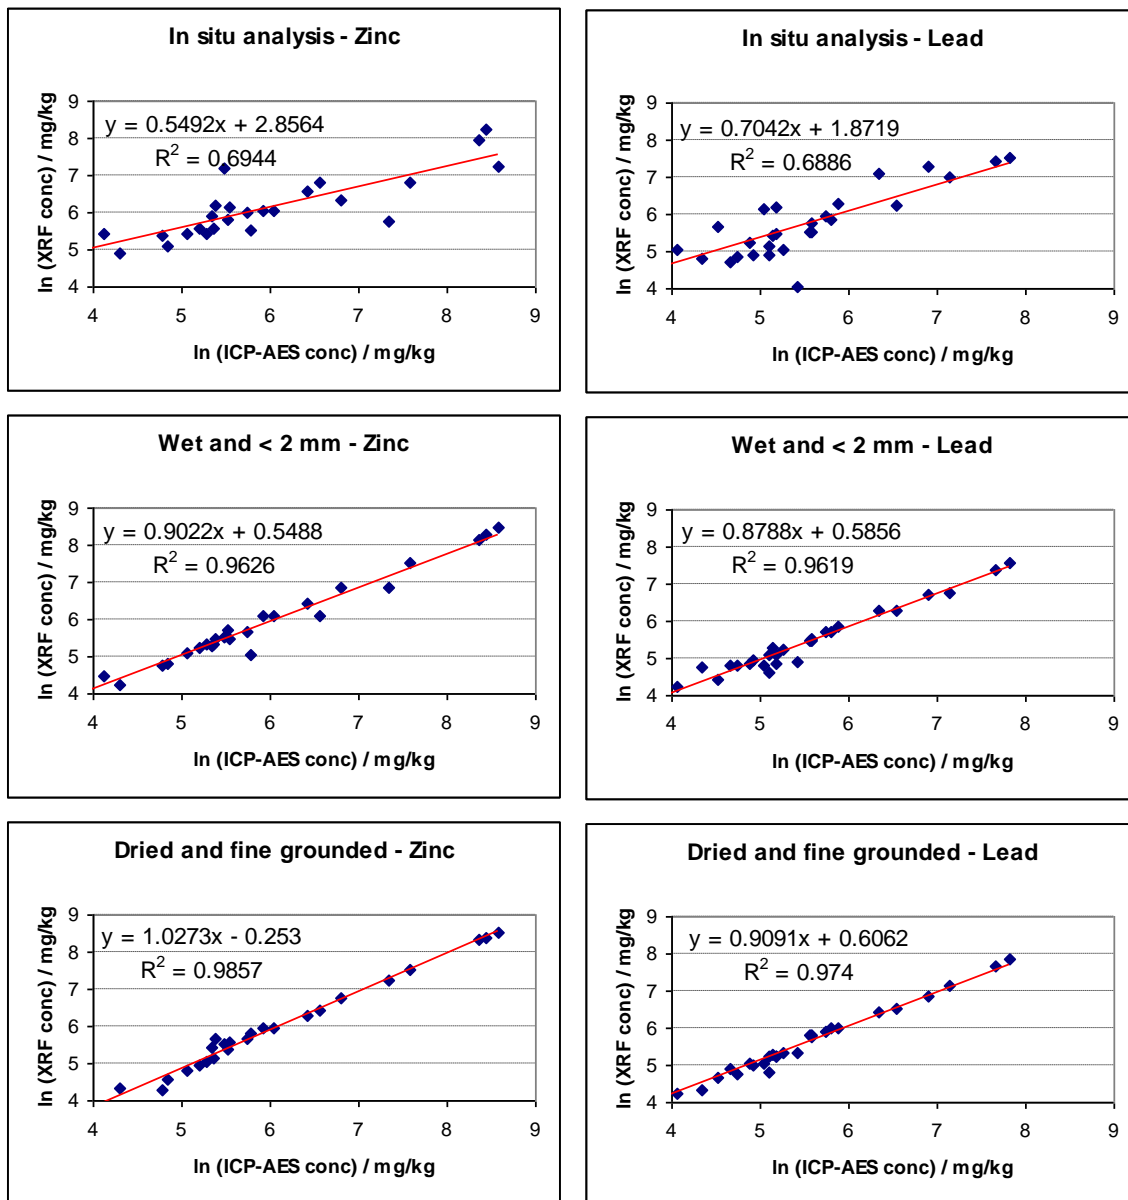 In situ analysis - Zinc
ln (XRF conc) / mg/kg
9
8
7
6
5
4
y = 0.5492x + 2.8564
R² = 0.6944
4 5 6 7 8 9
ln (ICP-AES conc) / mg/kg
In situ analysis - Lead
ln (XRF conc) / mg/kg
9
8
7
6
5
4
y = 0.7042x + 1.8719
R² = 0.6886
4 5 6 7 8 9
ln (ICP-AES conc) / mg/kg
Wet and < 2 mm - Zinc
ln (XRF conc) / mg/kg
9
8
7
6
5
4
y = 0.9022x + 0.5488
R² = 0.9626
4 5 6 7 8 9
ln (ICP-AES conc) / mg/kg
Wet and < 2 mm - Lead
ln (XRF conc) / mg/kg
9
8
7
6
5
4
y = 0.8788x + 0.5856
R² = 0.9619
4 5 6 7 8 9
ln (ICP-AES conc) / mg/kg
Dried and fine grounded - Zinc
ln (XRF conc) / mg/kg
9
8
7
6
5
4
y = 1.0273x - 0.253
R² = 0.9857
4 5 6 7 8 9
ln (ICP-AES conc) / mg/kg
Dried and fine grounded - Lead
ln (XRF conc) / mg/kg
9
8
7
6
5
4
y = 0.9091x + 0.6062
R² = 0.974
4 5 6 7 8 9
ln (ICP-AES conc) / mg/kg